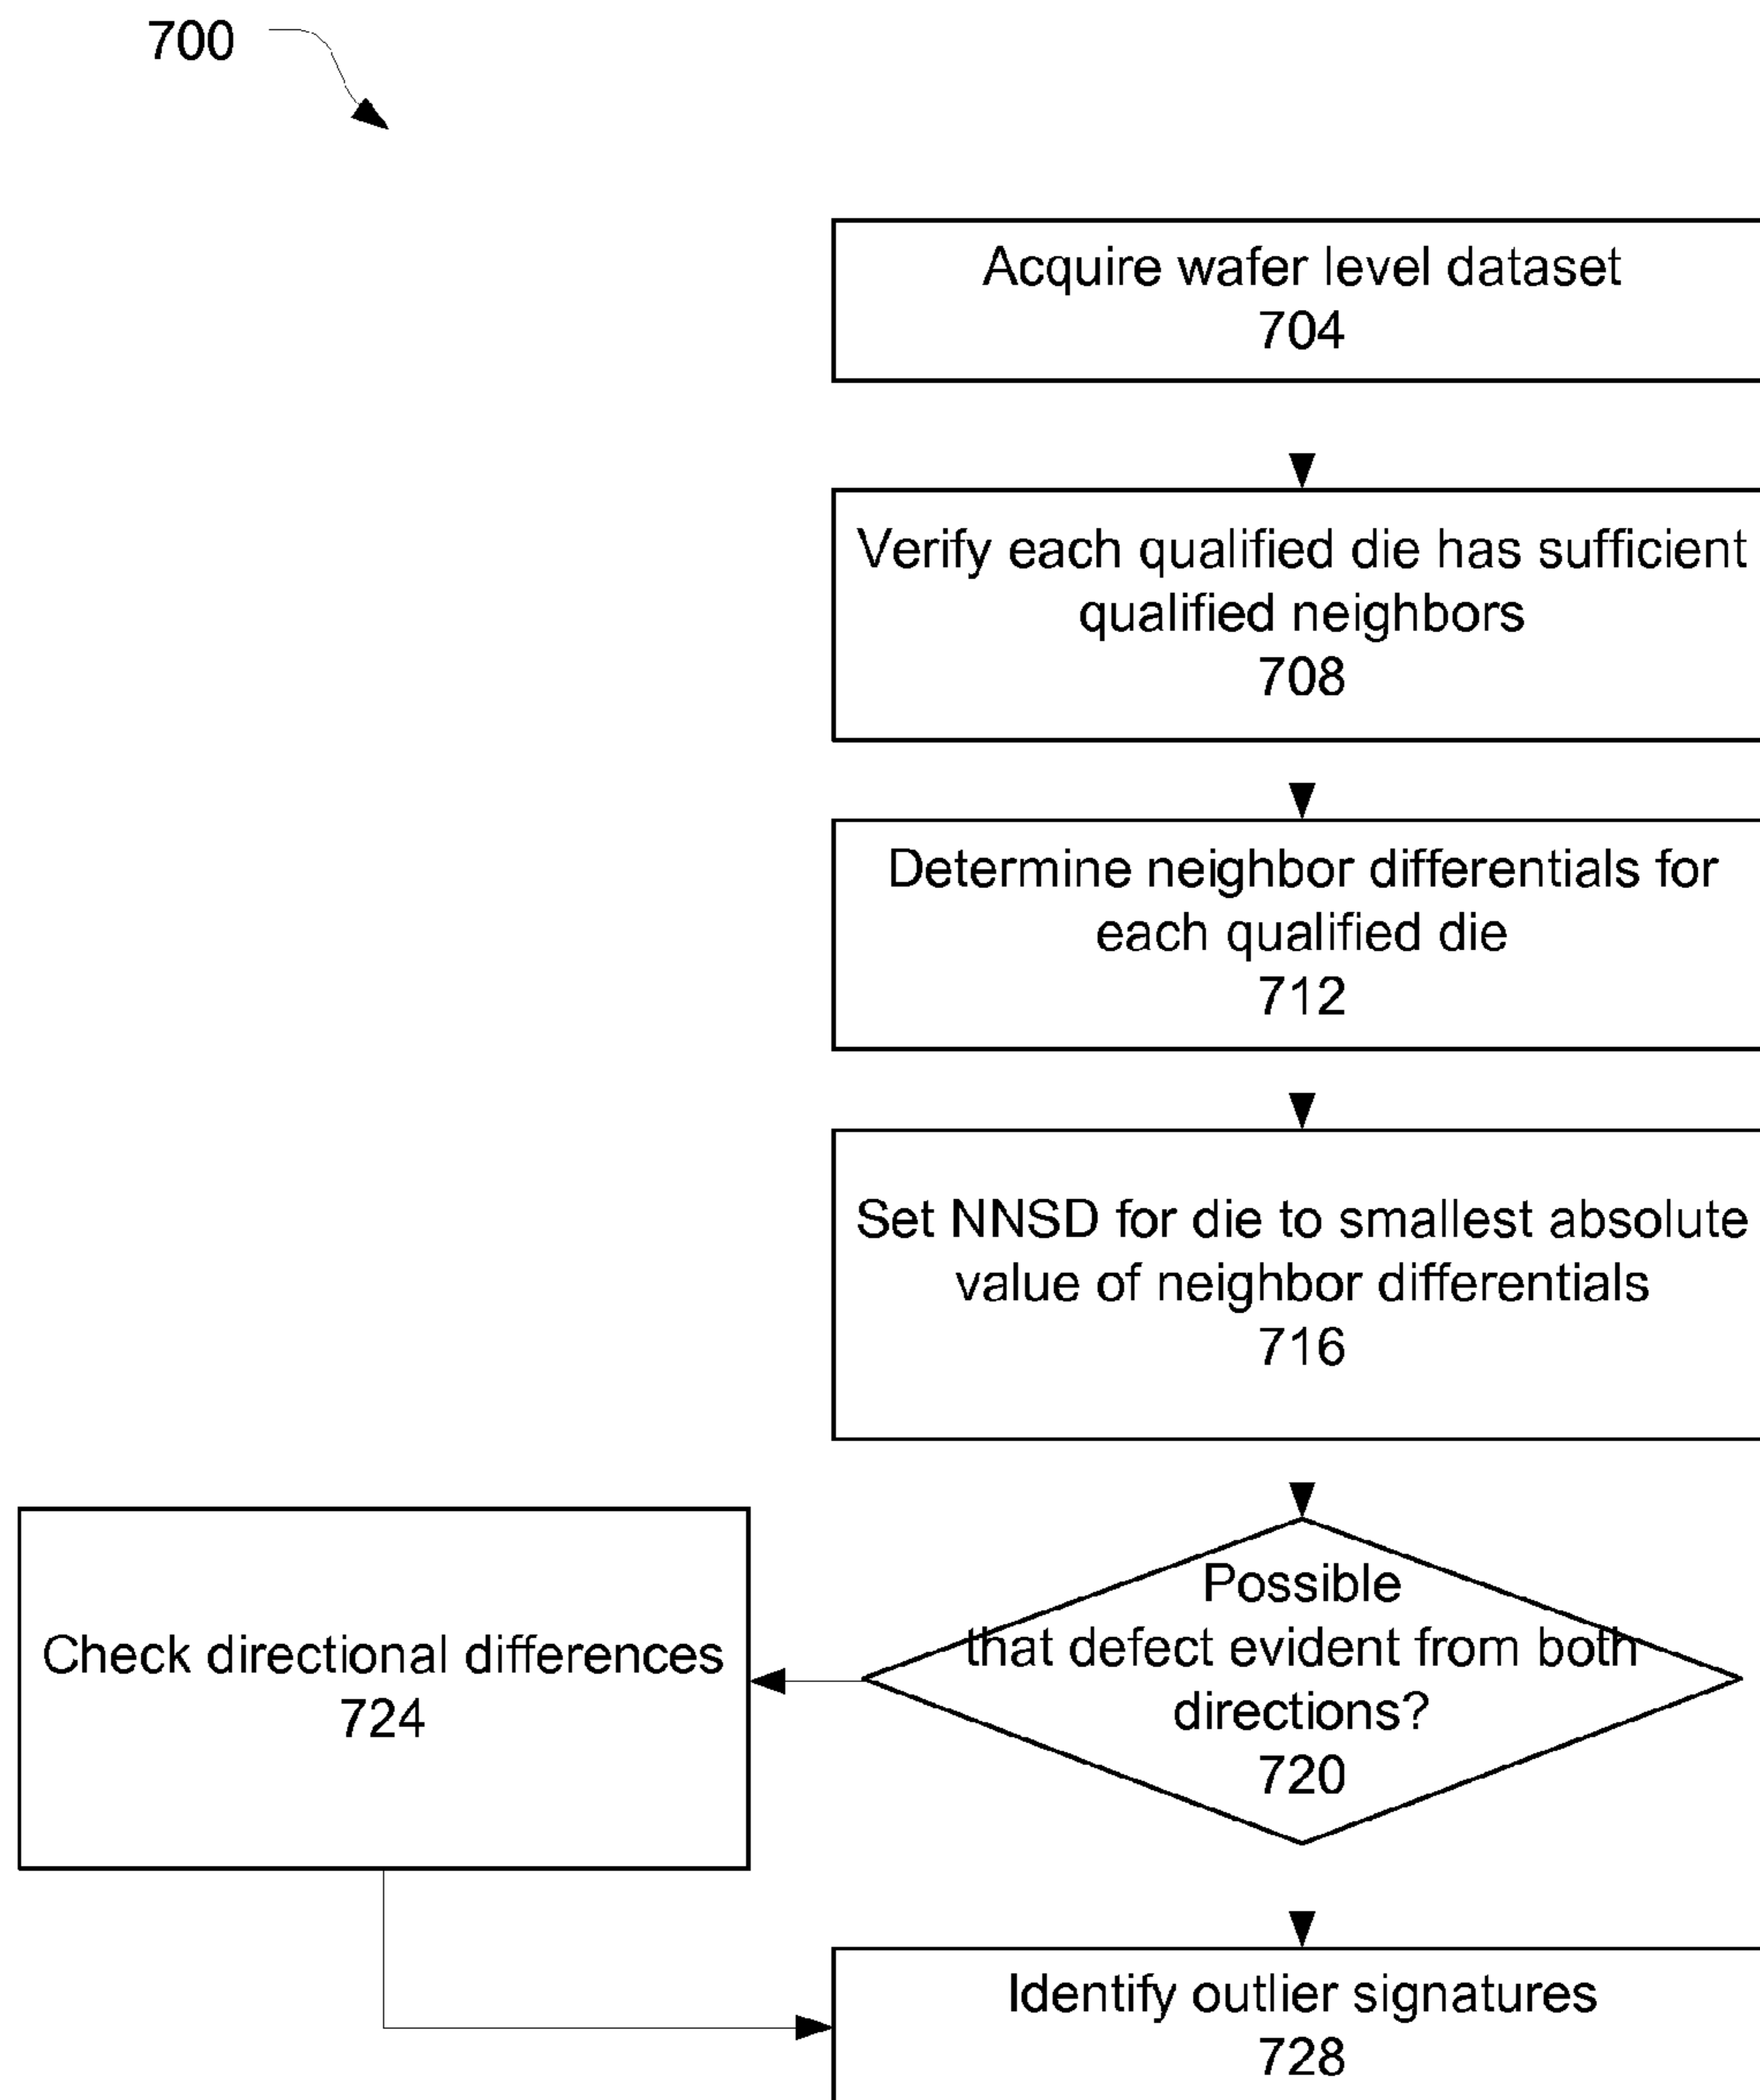 700
Acquire wafer level dataset
704
Verify each qualified die has sufficient
qualified neighbors
708
Determine neighbor differentials for
each qualified die
712
Set NNSD for die to smallest absolute
value of neighbor differentials
716
Possible
that defect evident from both
directions?
720
Check directional differences
724
Identify outlier signatures
728